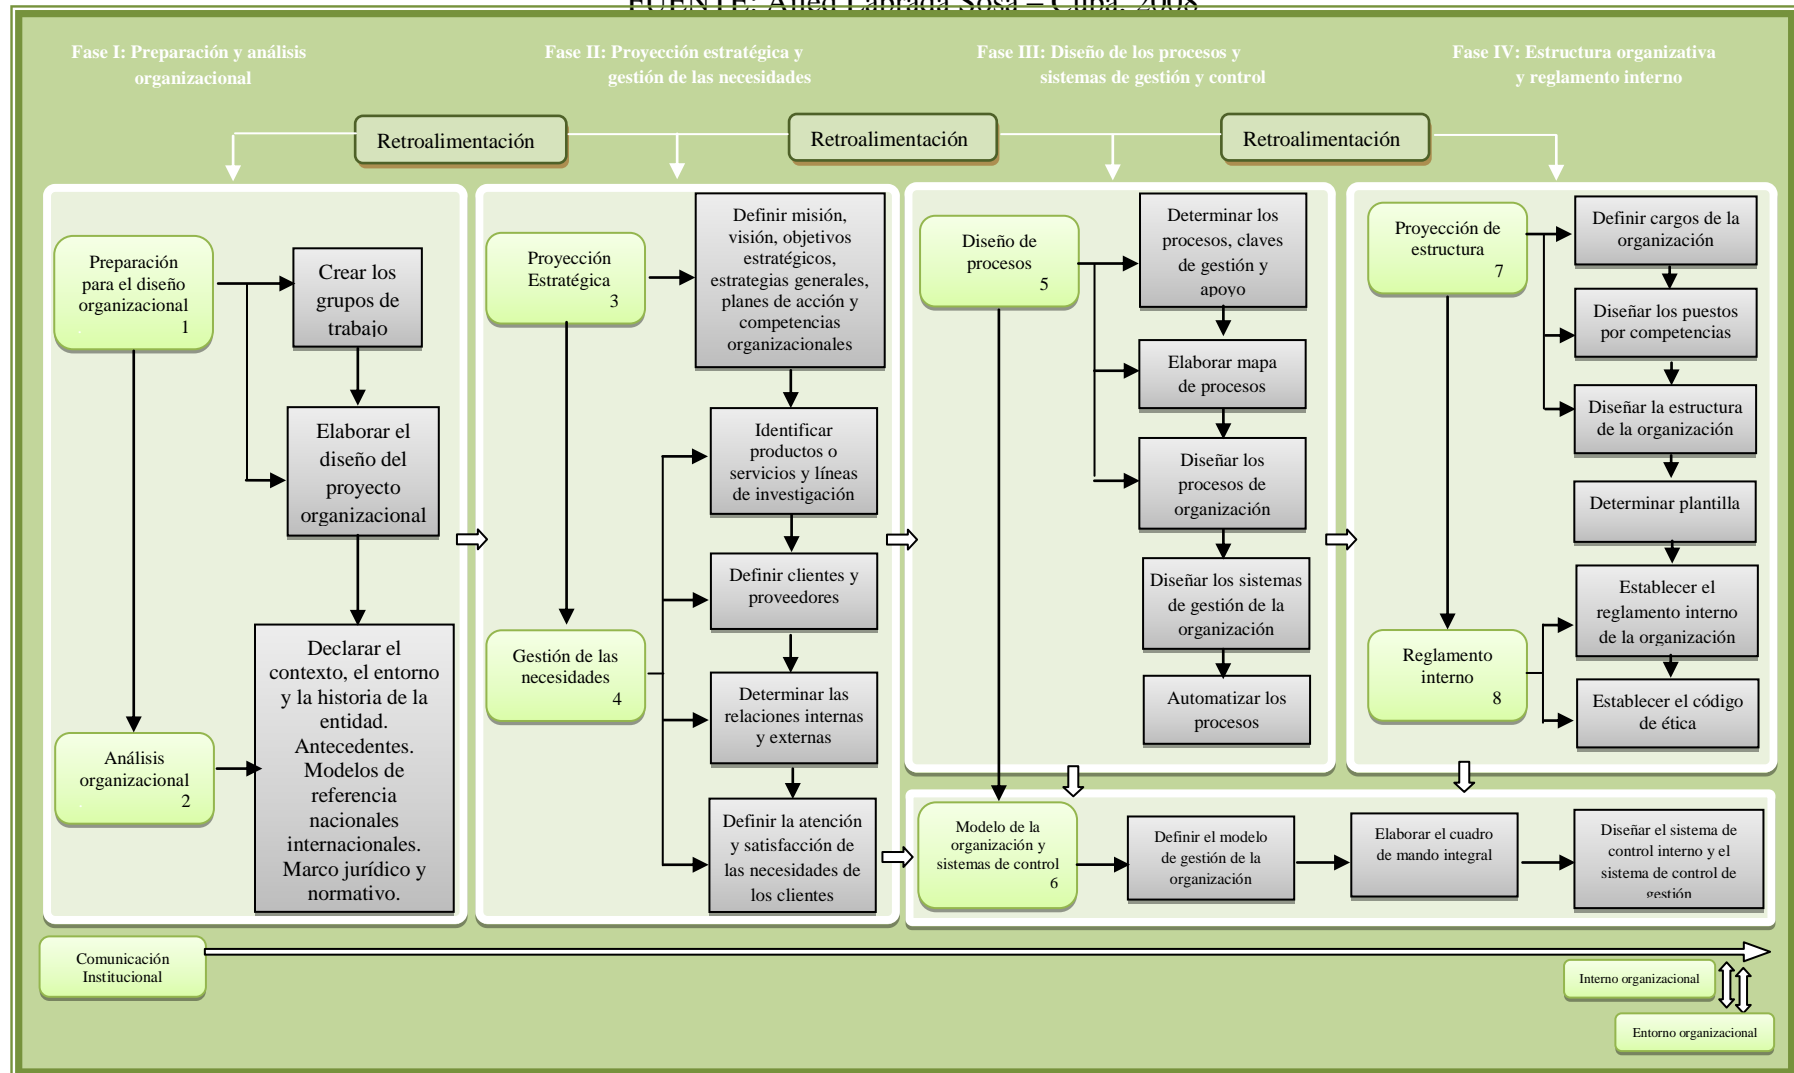 FUENTE: Alied Labrada Sosa – Cuba, 2008
Fase I: Preparación y análisis
organizacional
Fase II: Proyección estratégica y
gestión de las necesidades
Fase III: Diseño de los procesos y
sistemas de gestión y control
Fase IV: Estructura organizativa
y reglamento interno
Retroalimentación
Retroalimentación
Retroalimentación
Preparación
para el diseño
organizacional
1
Crear los
grupos de
trabajo
Elaborar el
diseño del
proyecto
organizacional
Análisis
organizacional
2
Declarar el
contexto, el entorno
y la historia de la
entidad.
Antecedentes.
Modelos de
referencia
nacionales
internacionales.
Marco jurídico y
normativo.
Proyección
Estratégica
3
Definir misión,
visión, objetivos
estratégicos,
estrategias generales,
planes de acción y
competencias
organizacionales
Identificar
productos o
servicios y líneas
de investigación
Definir clientes y
proveedores
Gestión de las
necesidades
4
Determinar las
relaciones internas
y externas
Definir la atención
y satisfacción de
las necesidades de
los clientes
Diseño de
procesos
5
Determinar los
procesos, claves
de gestión y
apoyo
Elaborar mapa
de procesos
Diseñar los
procesos de
organización
Diseñar los sistemas
de gestión de la
organización
Automatizar los
procesos
Proyección de
estructura
7
Definir cargos de la
organización
Diseñar los puestos
por competencias
Diseñar la estructura
de la organización
Determinar plantilla
Establecer el
reglamento interno
de la organización
Reglamento
interno
8
Establecer el código
de ética
Modelo de la
organización y
sistemas de control
6
Definir el modelo
de gestión de la
organización
Elaborar el cuadro
de mando integral
Diseñar el sistema de
control interno y el
sistema de control de
gestión
Comunicación
Institucional
Interno organizacional
Entorno organizacional